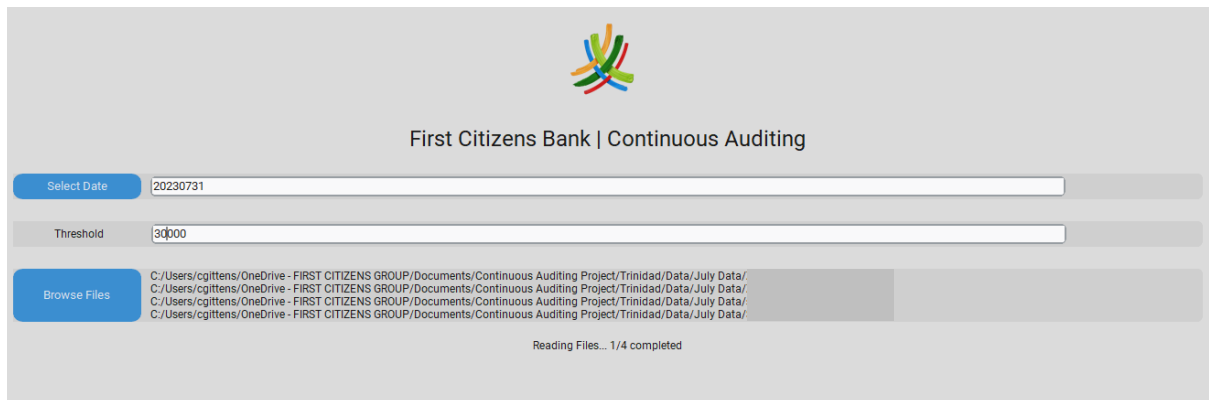 First Citizens Bank | Continuous Auditing
Select Date 20230731
Threshold 30000
Browse Files
C:/Users/cgittens/OneDrive - FIRST CITIZENS GROUP/Documents/Continuous Auditing Project/Trinidad/Data/July Data/
C:/Users/cgittens/OneDrive - FIRST CITIZENS GROUP/Documents/Continuous Auditing Project/Trinidad/Data/July Data/
C:/Users/cgittens/OneDrive - FIRST CITIZENS GROUP/Documents/Continuous Auditing Project/Trinidad/Data/July Data/
C:/Users/cgittens/OneDrive - FIRST CITIZENS GROUP/Documents/Continuous Auditing Project/Trinidad/Data/July Data/
Reading Files... 1/4 completed